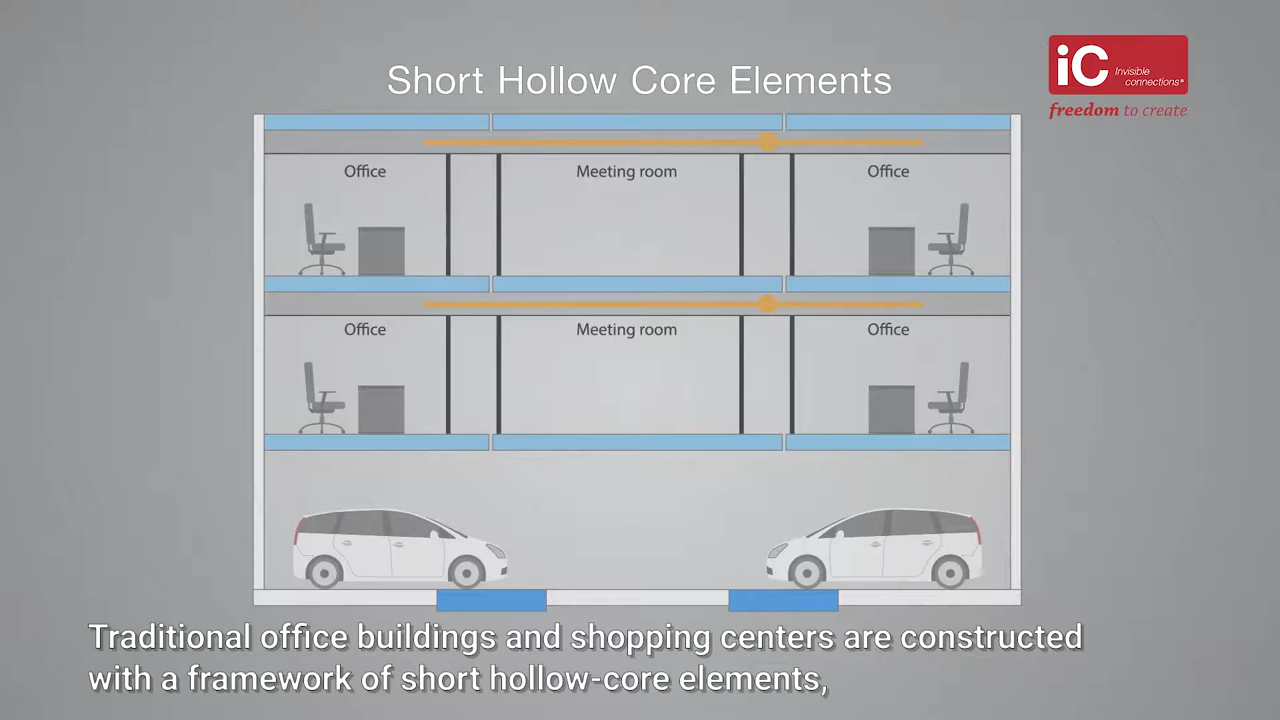 Short Hollow Core Elements
iC Invisible
connections®
freedom to create
Office
Meeting room
Office
Office
Meeting room
Office
Traditional office buildings and shopping centers are constructed
with a framework of short hollow-core elements,